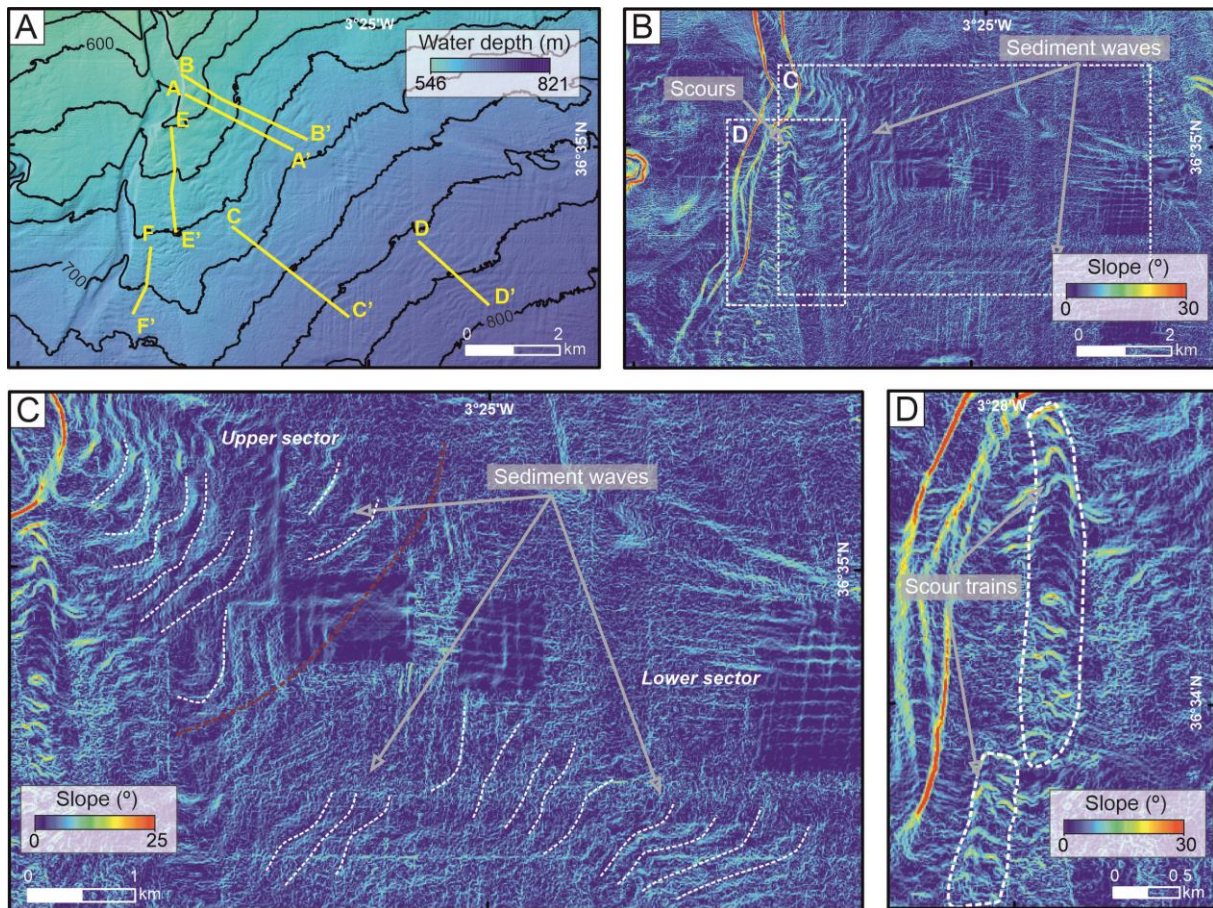 A
3°25'W
600
Water depth (m)
546
821
B
A
E
B'
A'
36°35'N
C
D
F
E'
700
C'
D'
F'
800
0
2
km
B
3°25'W
Sediment waves
Scours
C
D
36°35'N
Slope (º)
0
30
0
2
km
C
3°25'W
Upper sector
Sediment waves
36°35'N
Lower sector
Slope (º)
0
25
0
1
km
D
3°28'W
Scour trains
36°34'N
Slope (º)
0
30
0
0.5
km